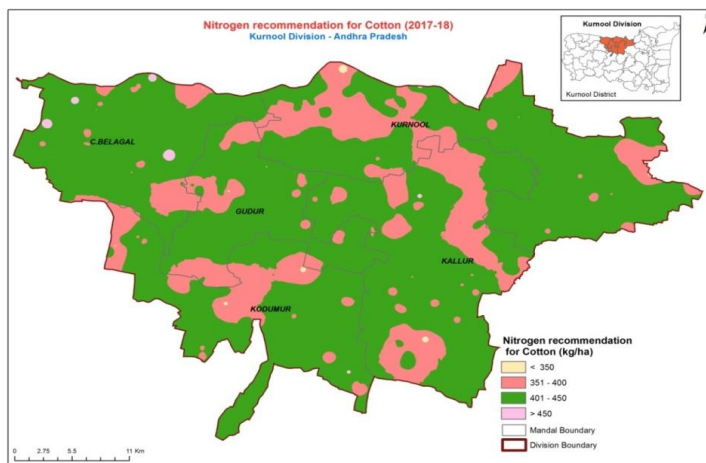 Nitrogen recommendation for Cotton (2017-18)
Kurnool Division - Andhra Pradesh
Kurnool Division
Kurnool District
KURNOOL
C.BELAGAL
GUDUR
KALLUR
KODUMUR
Nitrogen recommendation
for Cotton (kg/ha)
< 350
351 - 400
401 - 450
> 450
Mandal Boundary
Division Boundary
0 2.75 5.5 11 Km